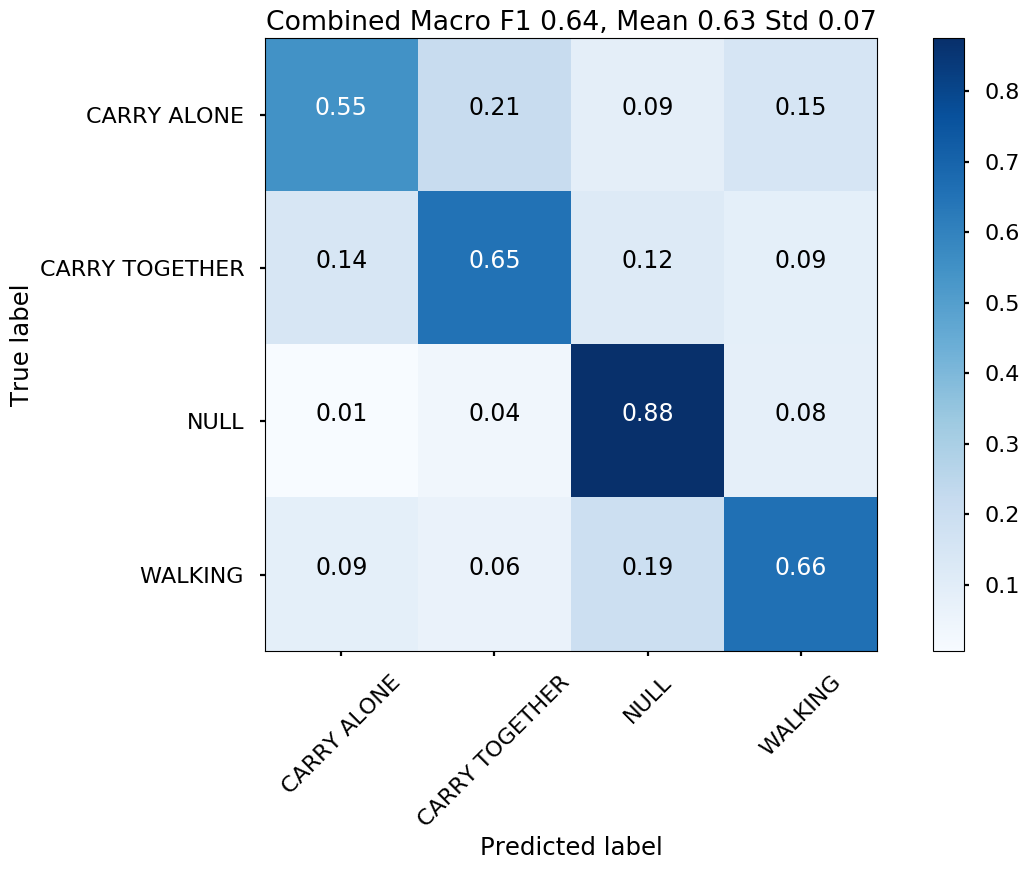 Combined Macro F1 0.64, Mean 0.63 Std 0.07
CARRY ALONE 0.55 0.21 0.09 0.15
CARRY TOGETHER 0.14 0.65 0.12 0.09
NULL 0.01 0.04 0.88 0.08
WALKING 0.09 0.06 0.19 0.66
True label
CARRY ALONE
CARRY TOGETHER
NULL
WALKING
Predicted label
0.8
0.7
0.6
0.5
0.4
0.3
0.2
0.1